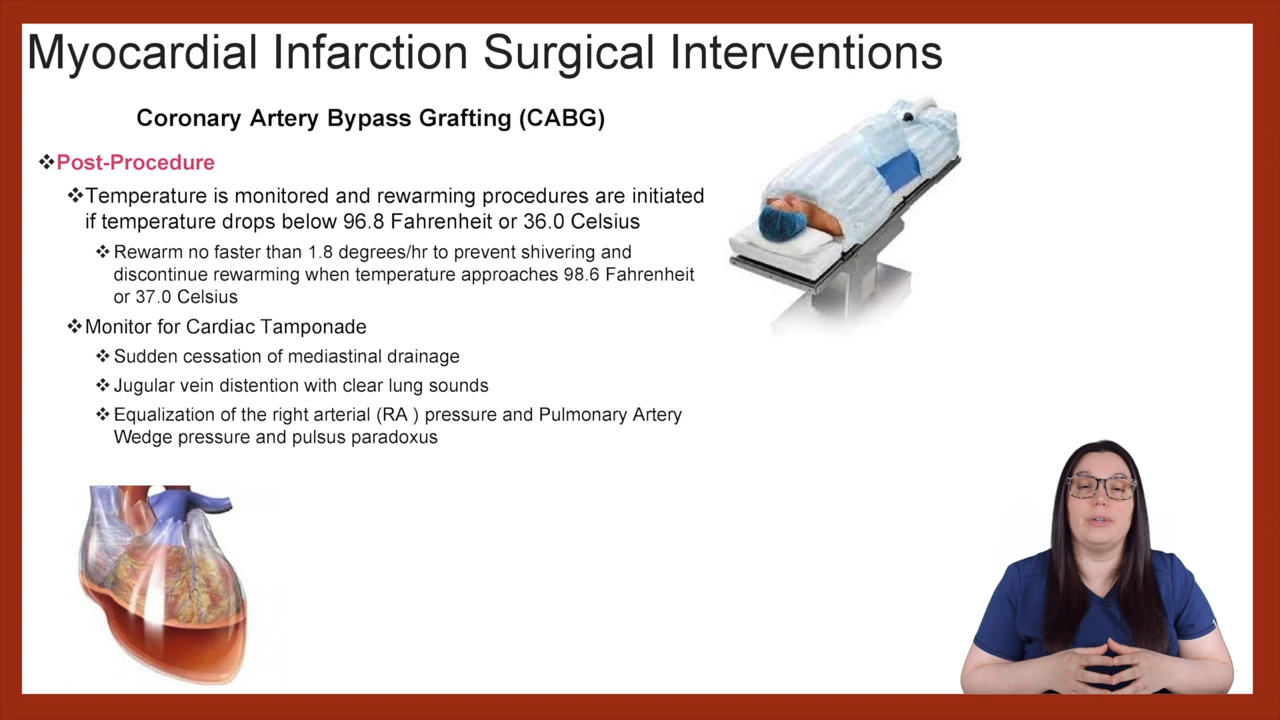 Myocardial Infarction Surgical Interventions
Coronary Artery Bypass Grafting (CABG)
❖Post-Procedure
❖Temperature is monitored and rewarming procedures are initiated
if temperature drops below 96.8 Fahrenheit or 36.0 Celsius
❖Rewarm no faster than 1.8 degrees/hr to prevent shivering and
discontinue rewarming when temperature approaches 98.6 Fahrenheit
or 37.0 Celsius
❖Monitor for Cardiac Tamponade
❖Sudden cessation of mediastinal drainage
❖Jugular vein distention with clear lung sounds
❖Equalization of the right arterial (RA ) pressure and Pulmonary Artery
Wedge pressure and pulsus paradoxus